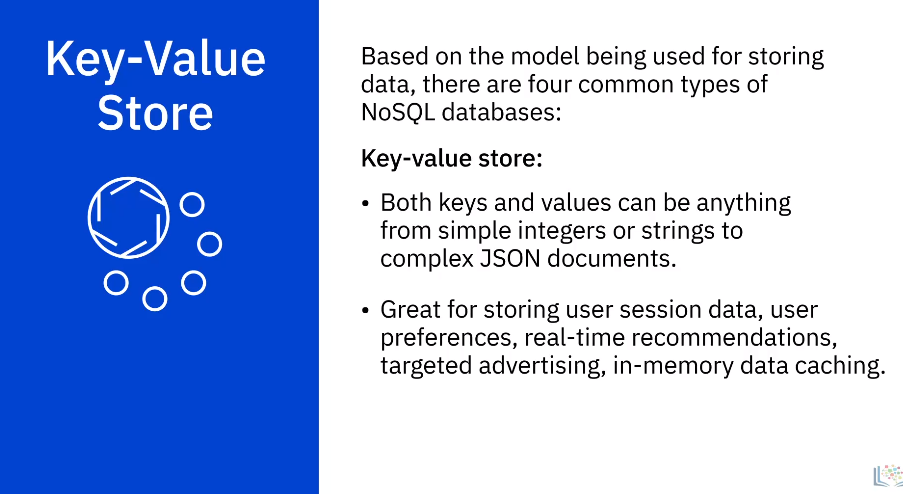 Key-Value
Store
Based on the model being used for storing
data, there are four common types of
NoSQL databases:
Key-value store:
• Both keys and values can be anything
from simple integers or strings to
complex JSON documents.
• Great for storing user session data, user
preferences, real-time recommendations,
targeted advertising, in-memory data caching.